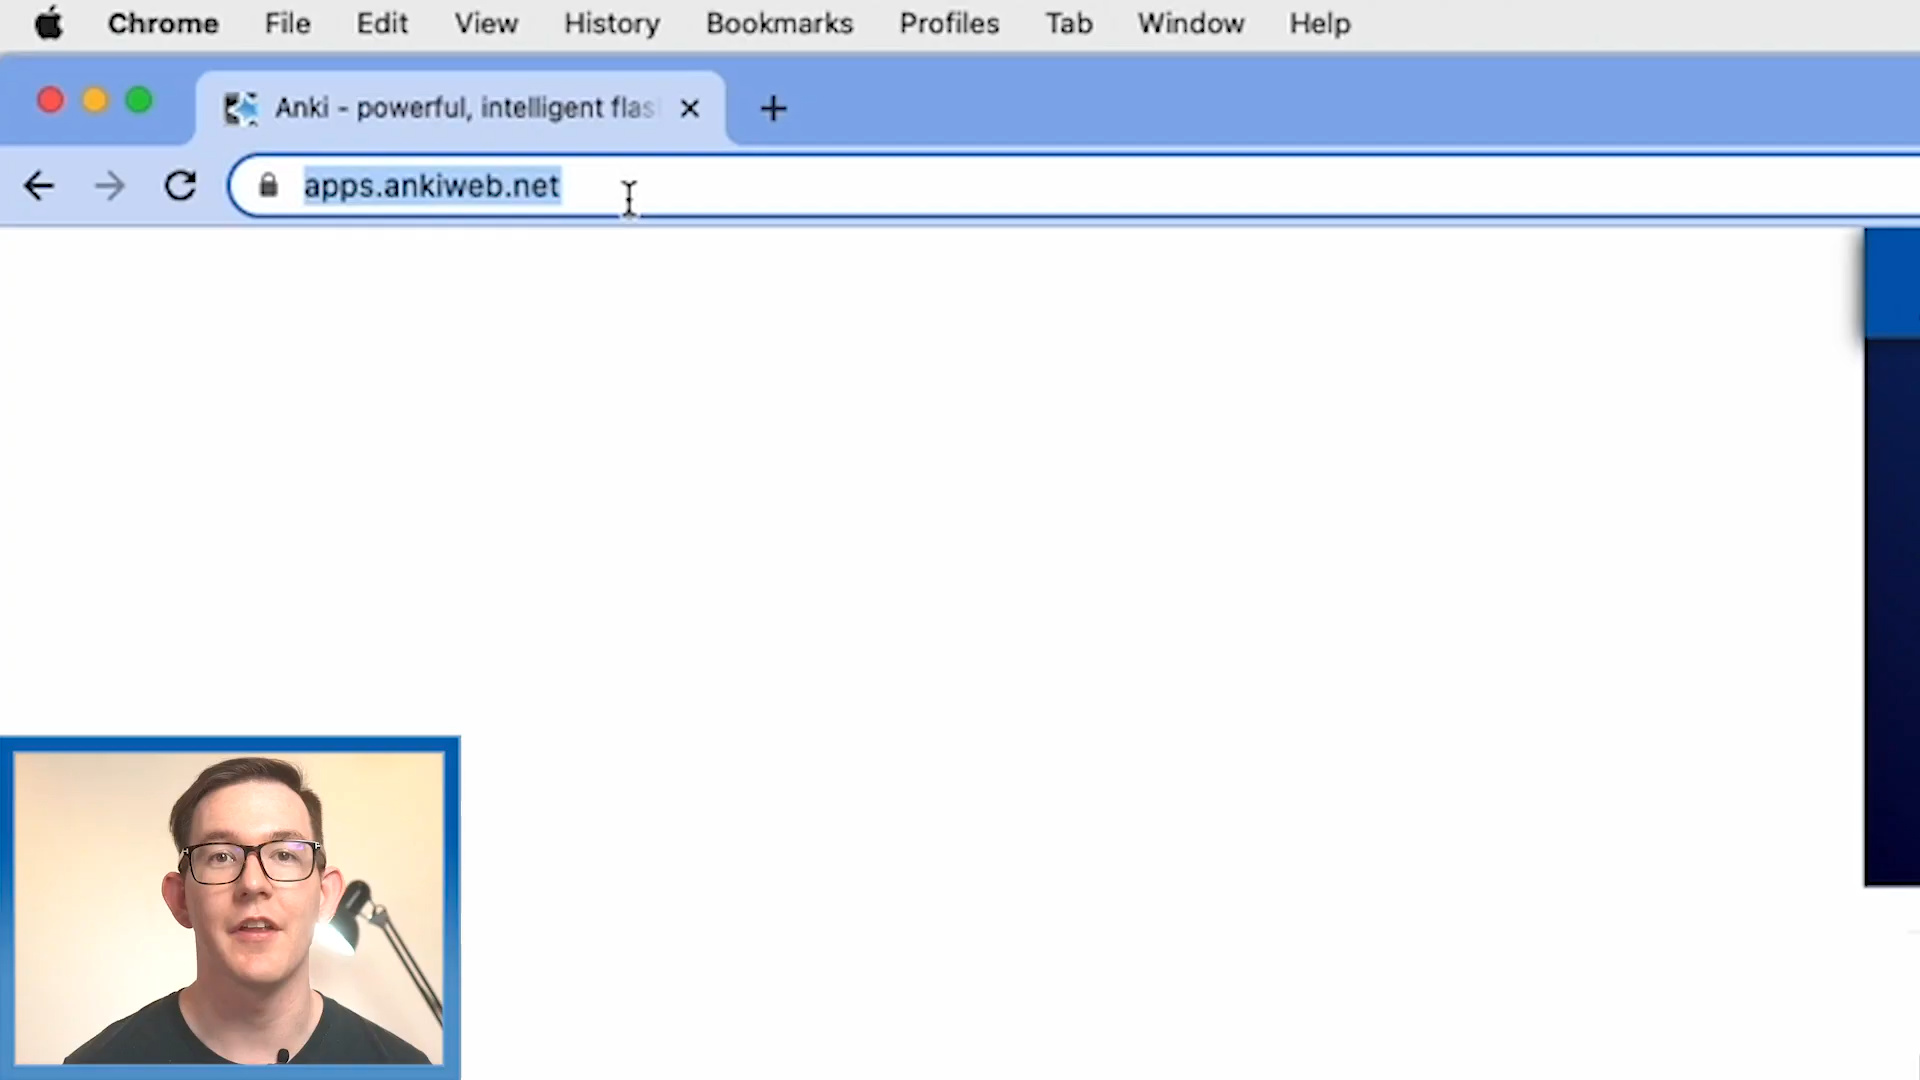 Chrome File Edit View History Bookmarks Profiles Tab Window Help
Anki - powerful, intelligent flas
apps.ankiweb.net